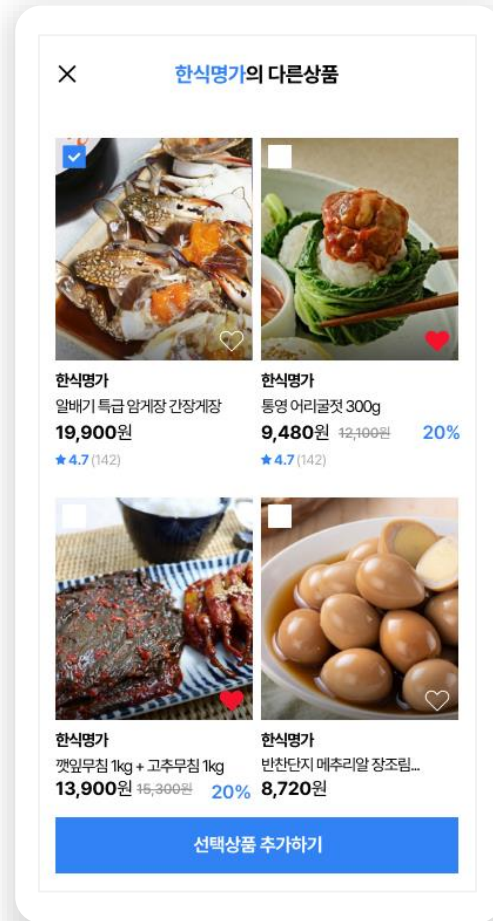 한식명가의 다른상품
한식명가
알배기 특급 암게장 간장게장
19,900원
4.7 (142)
한식명가
통영 어리굴젓 300g
9,480원 12,100원 20%
4.7 (142)
한식명가
깻잎무침 1kg + 고추무침 1kg
13,900원 15,300원 20%
한식명가
반찬단지 메추리알 장조림...
8,720원
선택상품 추가하기